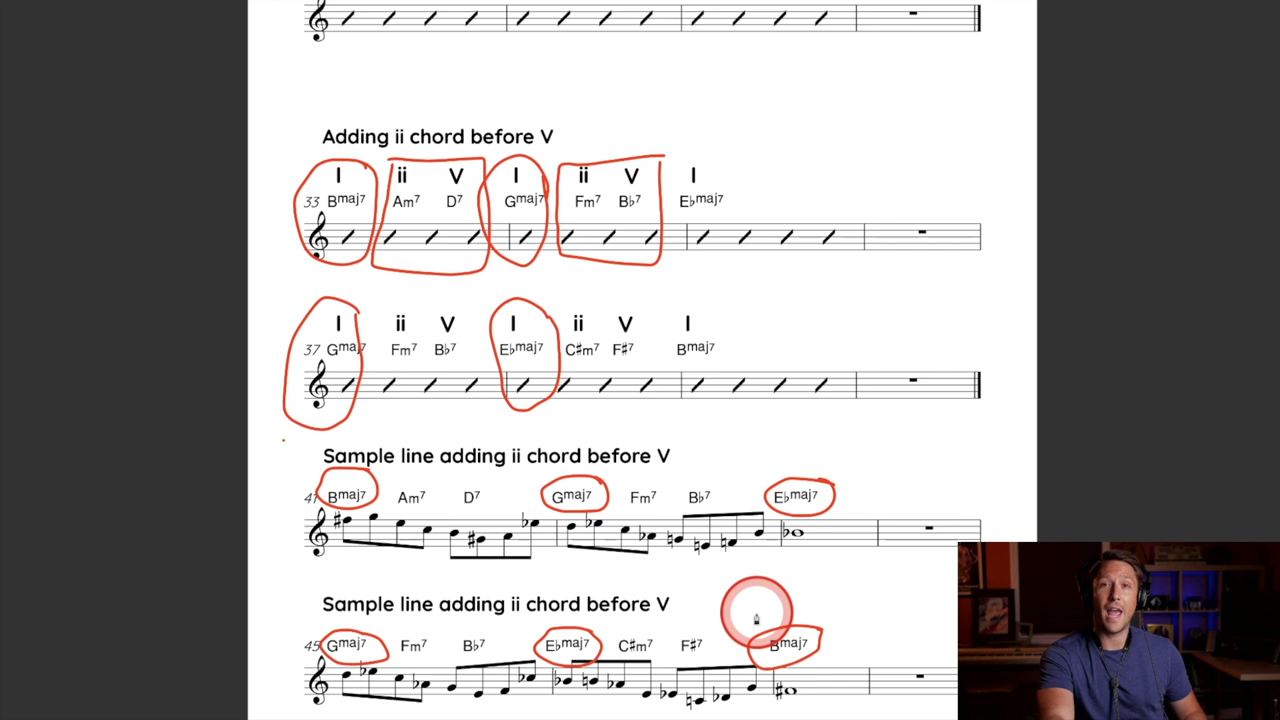 Adding ii chord before V
I ii V I ii V I
33 Bmaj7 Am7 D7 Gmaj7 Fm7 B♭7 E♭maj7
I ii V I ii V I
37 Gmaj7 Fm7 B♭7 E♭maj7 C#m7 F#7 Bmaj7
Sample line adding ii chord before V
41 Bmaj7 Am7 D7 Gmaj7 Fm7 B♭7 E♭maj7
Sample line adding ii chord before V
45 Gmaj7 Fm7 B♭7 E♭maj7 C#m7 F#7 Bmaj7